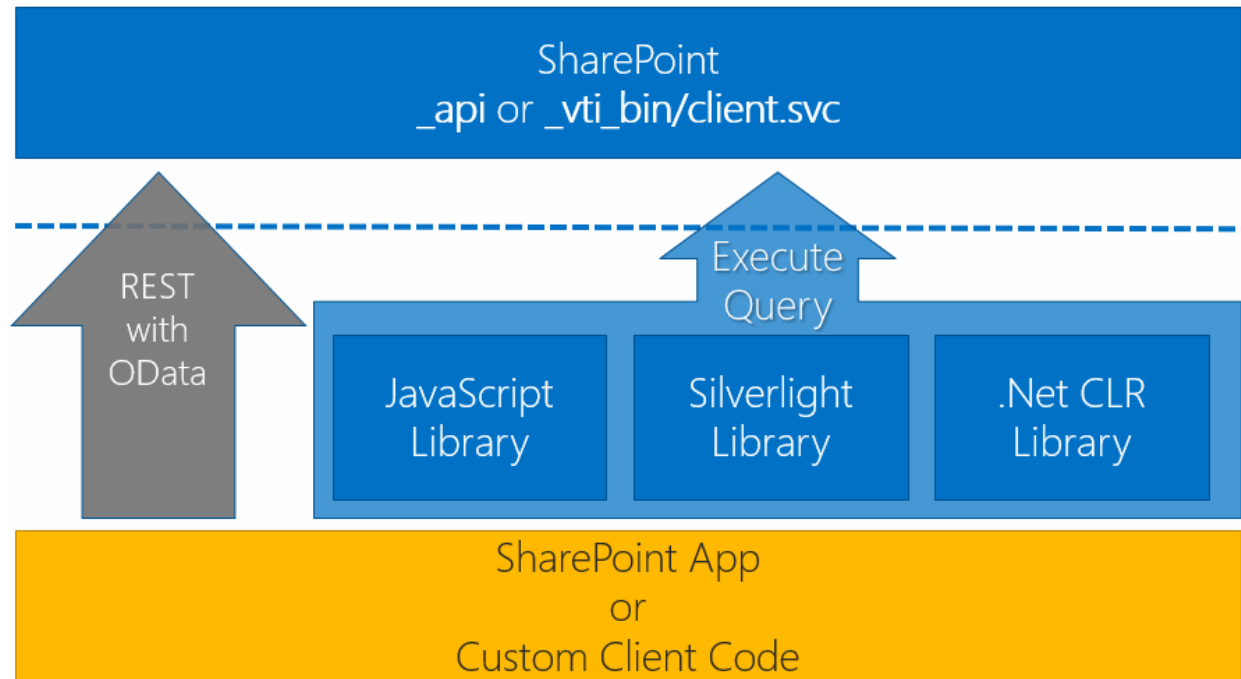 SharePoint
_api or _vti_bin/client.svc
REST
with
OData
Execute
Query
JavaScript
Library
Silverlight
Library
.Net CLR
Library
SharePoint App
or
Custom Client Code